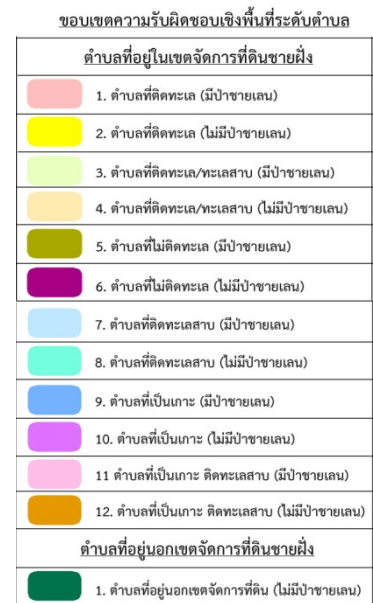 ขอบเขตความรับผิดชอบเชิงพื้นที่ระดับตำบล
ตำบลที่อยู่ในเขตจัดการที่ดินชายฝั่ง
1. ตำบลที่ติดทะเล (มีป่าชายเลน)
2. ตำบลที่ติดทะเล (ไม่มีป่าชายเลน)
3. ตำบลที่ติดทะเล/ทะเลสาบ (มีป่าชายเลน)
4. ตำบลที่ติดทะเล/ทะเลสาบ (ไม่มีป่าชายเลน)
5. ตำบลที่ไม่ติดทะเล (มีป่าชายเลน)
6. ตำบลที่ไม่ติดทะเล (ไม่มีป่าชายเลน)
7. ตำบลที่ติดทะเลสาบ (มีป่าชายเลน)
8. ตำบลที่ติดทะเลสาบ (ไม่มีป่าชายเลน)
9. ตำบลที่เป็นเกาะ (มีป่าชายเลน)
10. ตำบลที่เป็นเกาะ (ไม่มีป่าชายเลน)
11 ตำบลที่เป็นเกาะ ติดทะเลสาบ (มีป่าชายเลน)
12. ตำบลที่เป็นเกาะ ติดทะเลสาบ (ไม่มีป่าชายเลน)
ตำบลที่อยู่นอกเขตจัดการที่ดินชายฝั่ง
1. ตำบลที่อยู่นอกเขตจัดการที่ดิน (ไม่มีป่าชายเลน)